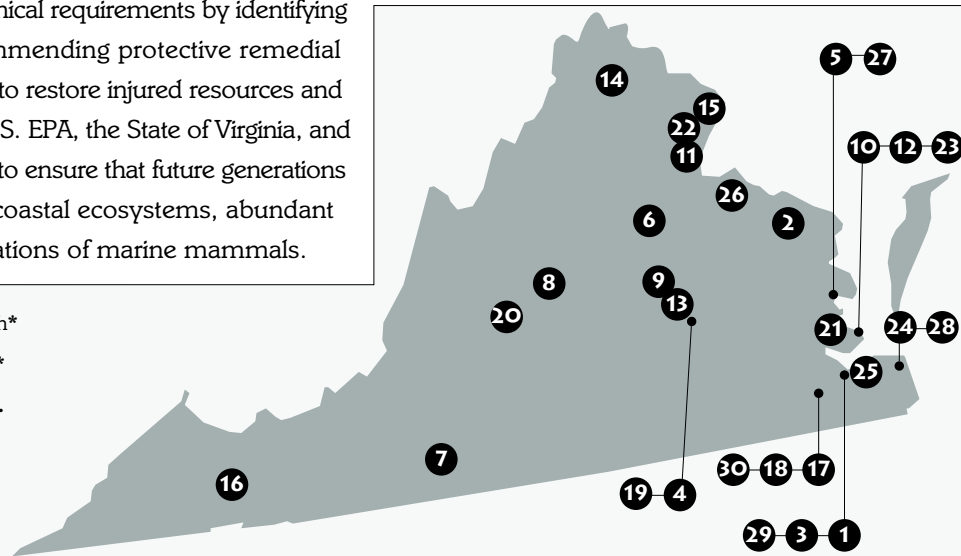 nical requirements by identifying
nmending protective remedial
to restore injured resources and
S. EPA, the State of Virginia, and
to ensure that future generations
coastal ecosystems, abundant
ations of marine mammals.
n*
*
.
14
5 27
15
22
11
10 12 23
26
2
6
8
9
13
20
21
24 28
25
7
16
30 18 17
19 4
29 3 1